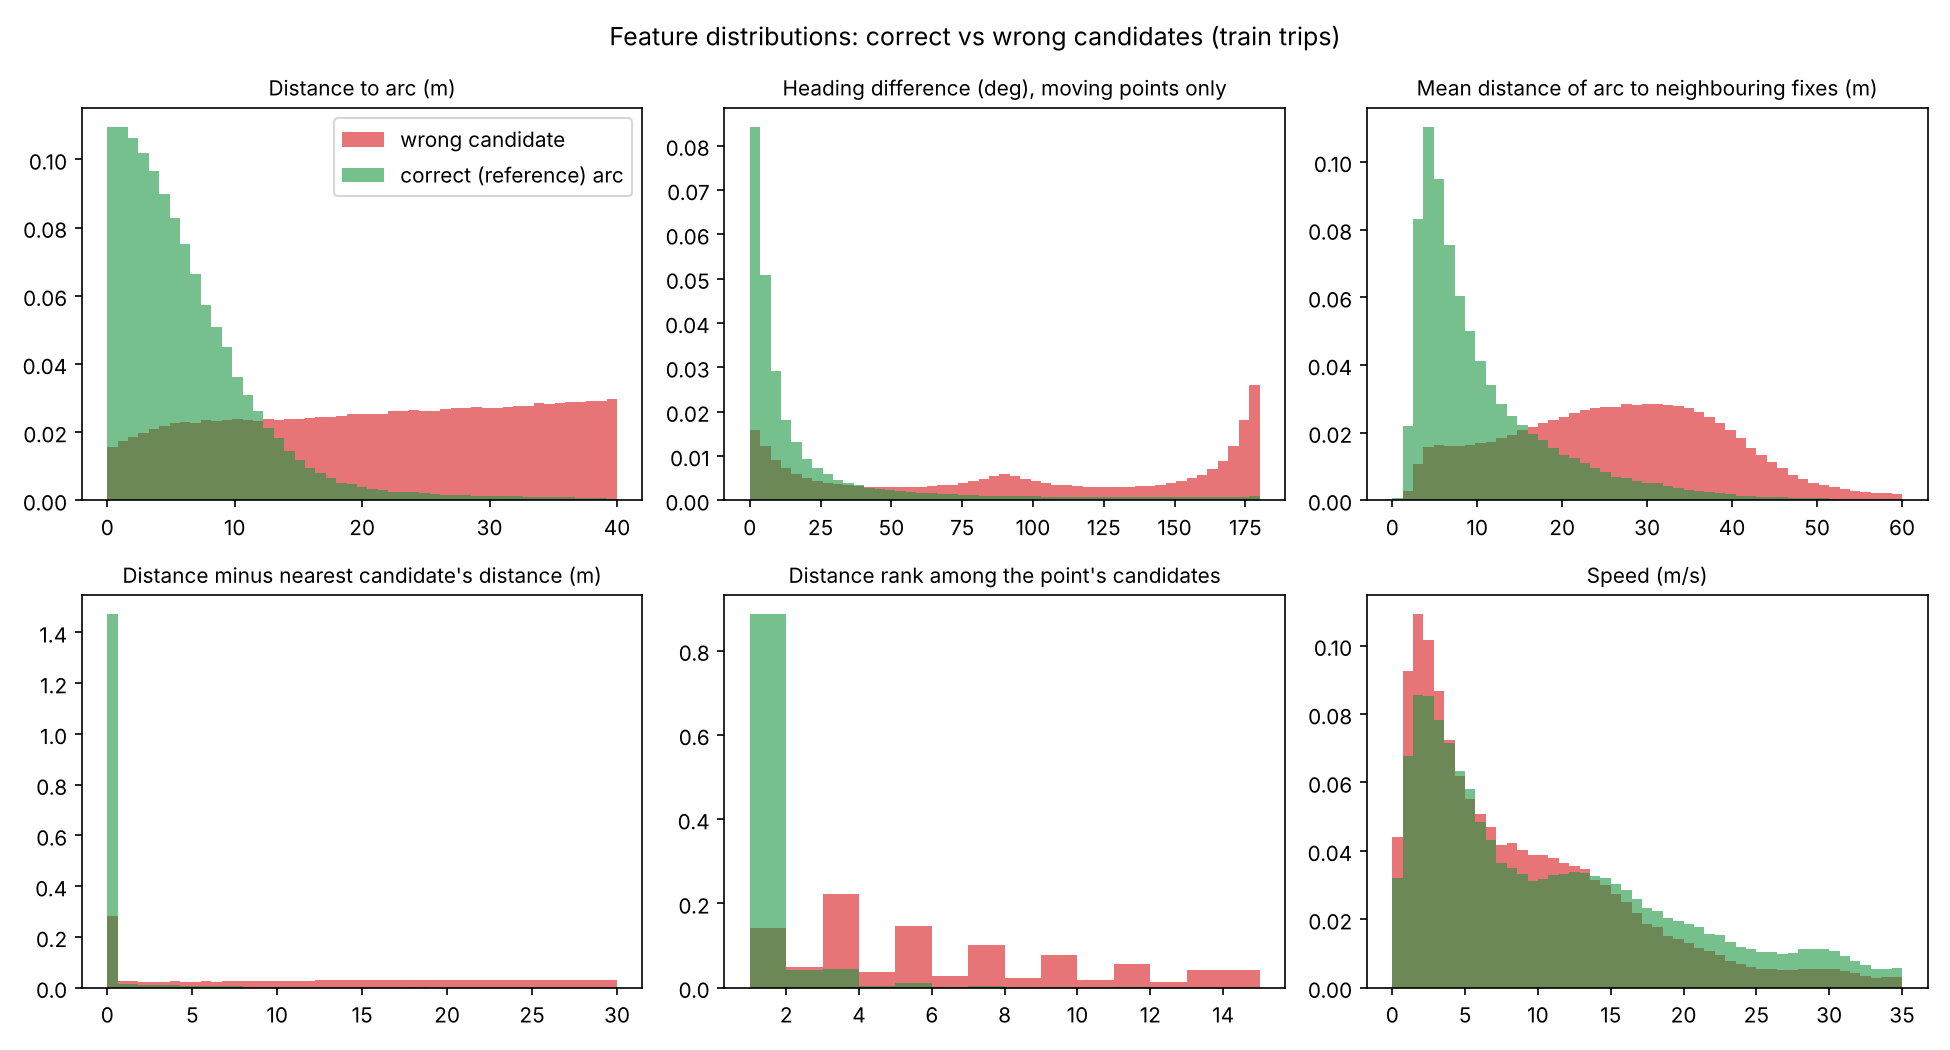 Feature distributions: correct vs wrong candidates (train trips)
Distance to arc (m)
0.10
0.08
0.06
0.04
0.02
0.00
0 10 20 30 40
wrong candidate
correct (reference) arc
Heading difference (deg), moving points only
0.08
0.07
0.06
0.05
0.04
0.03
0.02
0.01
0.00
0 25 50 75 100 125 150 175
Mean distance of arc to neighbouring fixes (m)
0.10
0.08
0.06
0.04
0.02
0.00
0 10 20 30 40 50 60
Distance minus nearest candidate's distance (m)
1.4
1.2
1.0
0.8
0.6
0.4
0.2
0.0
0 5 10 15 20 25 30
Distance rank among the point's candidates
0.8
0.6
0.4
0.2
0.0
2 4 6 8 10 12 14
Speed (m/s)
0.10
0.08
0.06
0.04
0.02
0.00
0 5 10 15 20 25 30 35